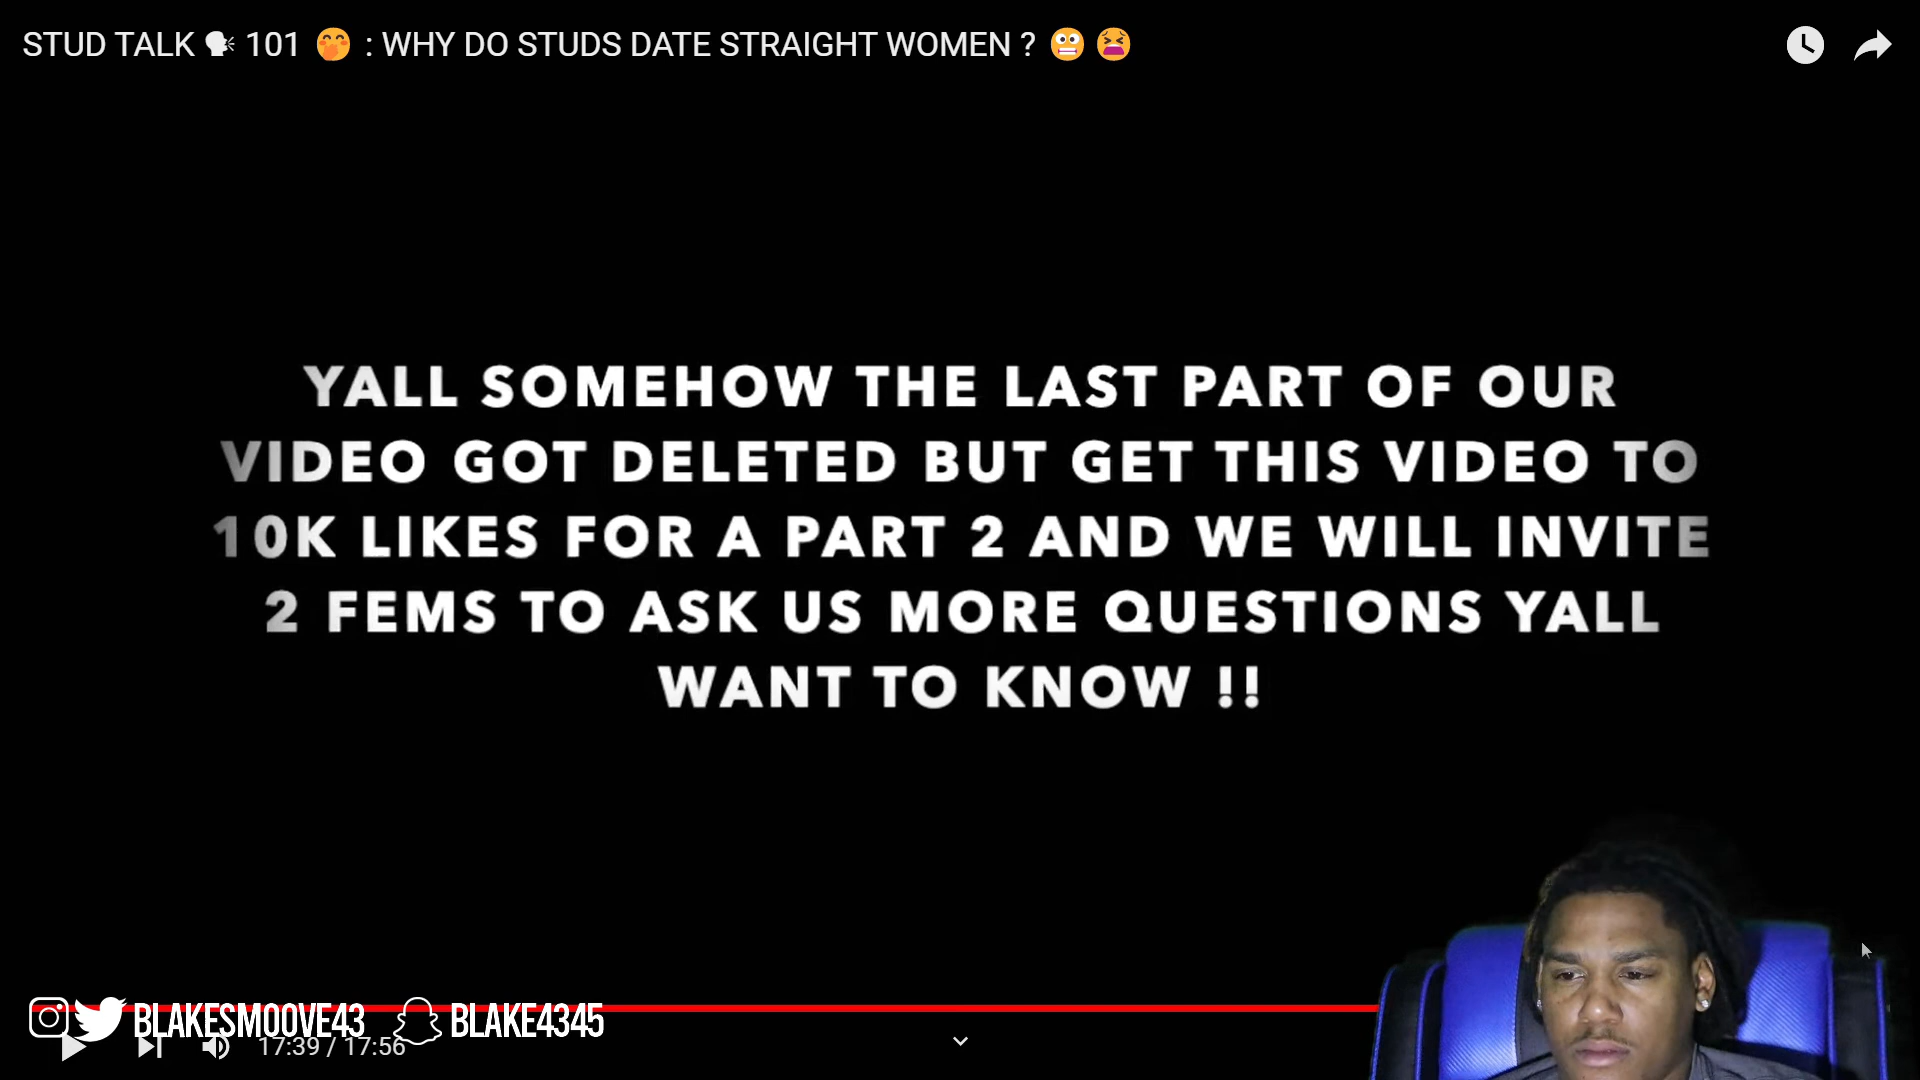 STUD TALK 🗣 101 🤭 : WHY DO STUDS DATE STRAIGHT WOMEN ? 😬 😫
YALL SOMEHOW THE LAST PART OF OUR
VIDEO GOT DELETED BUT GET THIS VIDEO TO
10K LIKES FOR A PART 2 AND WE WILL INVITE
2 FEMS TO ASK US MORE QUESTIONS YALL
WANT TO KNOW !!
BLAKESMOOVE43 BLAKE4345
17:39 / 17:56